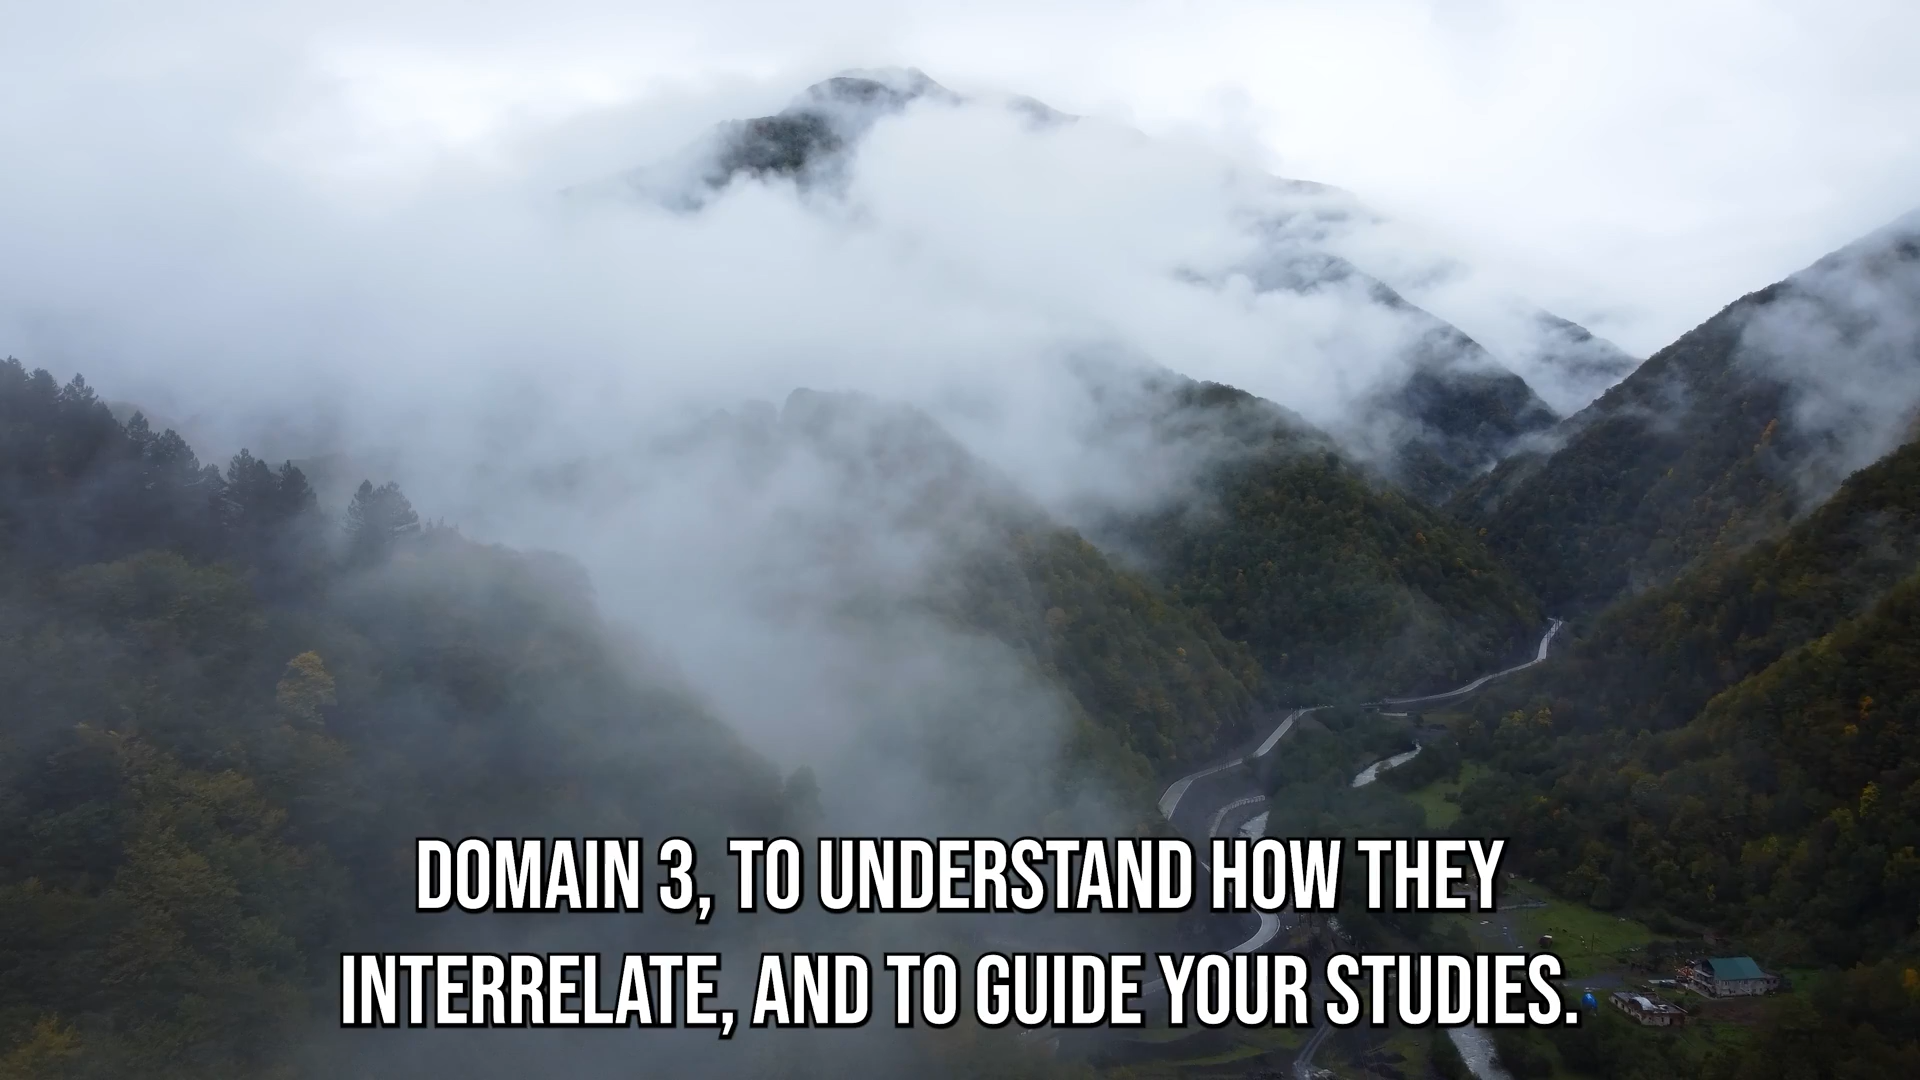 DOMAIN 3, TO UNDERSTAND HOW THEY
INTERRELATE, AND TO GUIDE YOUR STUDIES.